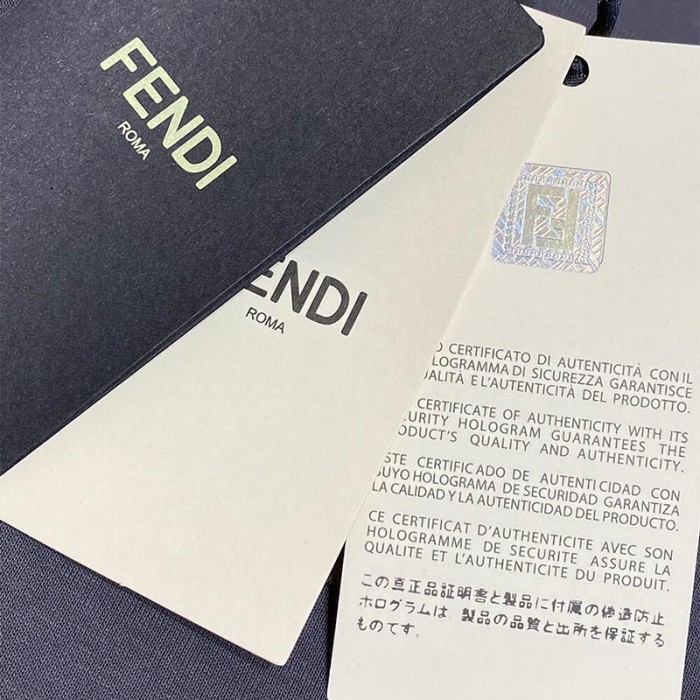 FENDI
ROMA
ENDI
ROMA
CERTIFICATO DI AUTENTICITÀ CON IL
LOGRAMMA DI SICUREZZA GARANTISCE
ALITÀ E L'AUTENTICITÀ DEL PRODOTTO.
CERTIFICATE OF AUTHENTICITY WITH ITS
URITY HOLOGRAM GUARANTEES THE
ODUCT'S QUALITY AND AUTHENTICITY.
STE CERTIFICADO DE AUTENTICIDAD CON
SUYO HOLOGRAMA DE SEGURIDAD GARANTIZA
LA CALIDAD Y LA AUTENTICIDAD DEL PRODUCTO.
CE CERTIFICAT D'AUTHENTICITE AVEC SON
HOLOGRAMME DE SECURITE ASSURE LA
QUALITE ET L'AUTHENTICITE DU PRODUIT.
この真正品証明書と製品に付属の偽造防止
ホログラムは、製品の品質と出所を保証する
ものです。